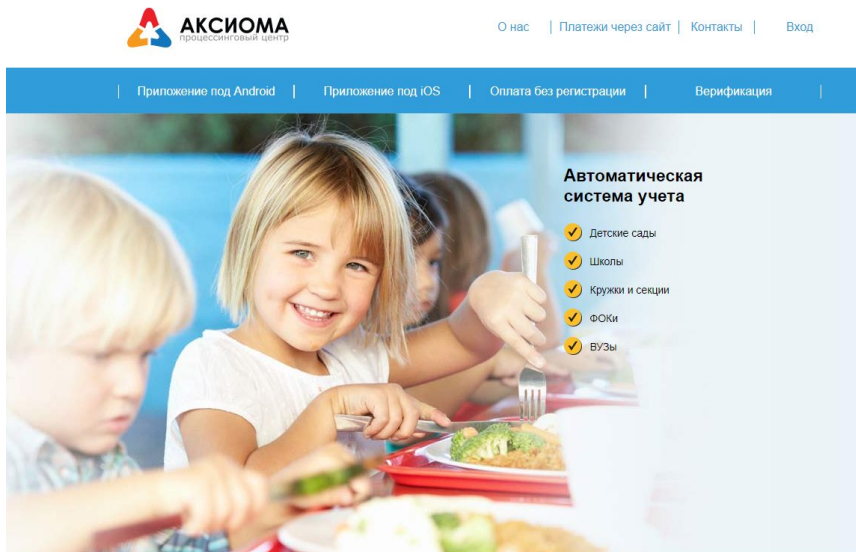 АКСИОМА
процессинговый центр
О нас | Платежи через сайт | Контакты | Вход
Приложение под Android | Приложение под iOS | Оплата без регистрации | Верификация |
Автоматическая
система учета
Детские сады
Школы
Кружки и секции
ФОКи
ВУЗы